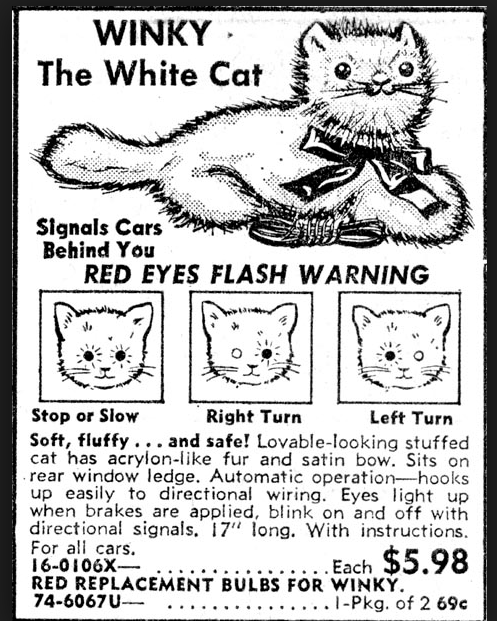 WINKY
The White Cat
Signals Cars
Behind You
RED EYES FLASH WARNING
Stop or Slow
Right Turn
Left Turn
Soft, fluffy . . . and safe! Lovable-looking stuffed
cat has acrylon-like fur and satin bow. Sits on
rear window ledge. Automatic operation—hooks
up easily to directional wiring. Eyes light up
when brakes are applied, blink on and off with
directional signals. 17" long. With instructions.
For all cars.
16-0106X— . . . . . . . . . . . . . . . . Each $5.98
RED REPLACEMENT BULBS FOR WINKY.
74-6067U— . . . . . . . . . . . . . . . 1-Pkg. of 2 69c